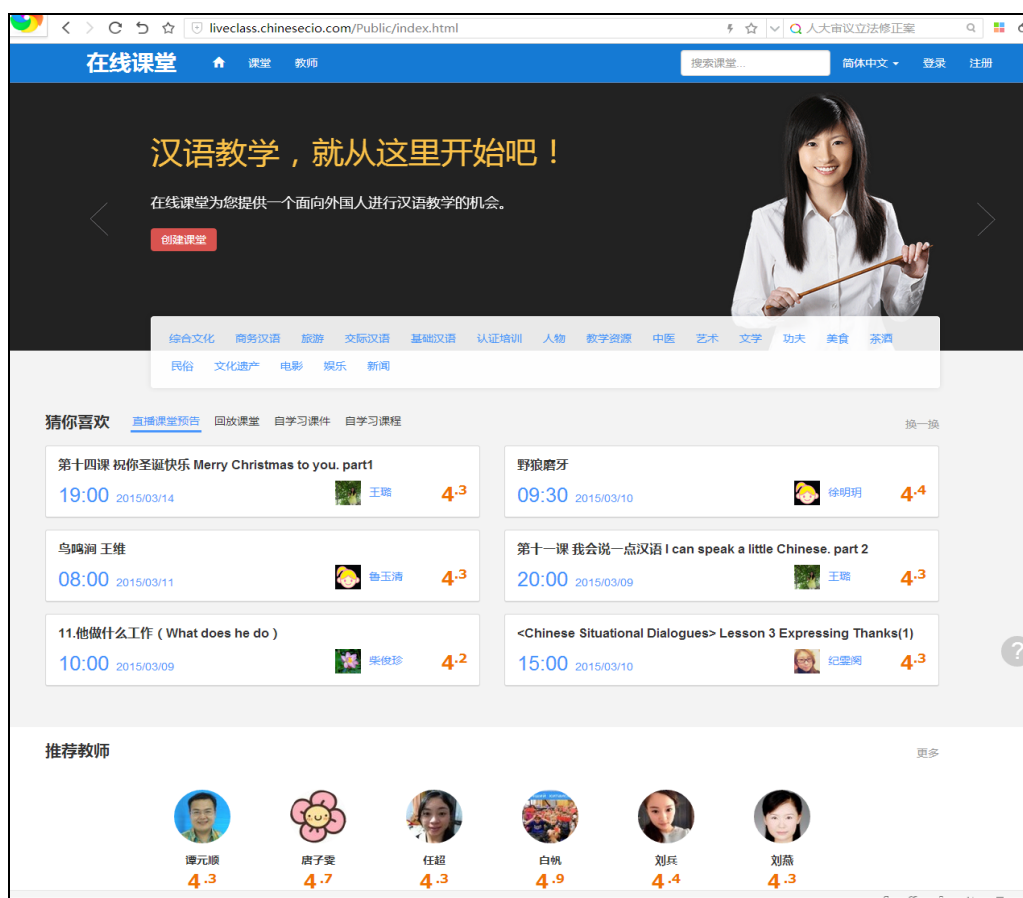 liveclass.chinesecio.com/Public/index.html 人大审议立法修正案
在线课堂 课堂 教师 搜索课堂... 简体中文 登录 注册
汉语教学，就从这里开始吧！
在线课堂为您提供一个面向外国人进行汉语教学的机会。
创建课堂
综合文化 商务汉语 旅游 交际汉语 基础汉语 认证培训 人物 教学资源 中医 艺术 文学 功夫 美食 茶酒
民俗 文化遗产 电影 娱乐 新闻
猜你喜欢 直播课堂预告 回放课堂 自学习课件 自学习课程 换一换
第十四课 祝你圣诞快乐 Merry Christmas to you. part1
19:00 2015/03/14 王璐 4.3
野狼磨牙
09:30 2015/03/10 徐明玥 4.4
鸟鸣涧 王维
08:00 2015/03/11 鲁玉清 4.3
第十一课 我会说一点汉语 I can speak a little Chinese. part 2
20:00 2015/03/09 王璐 4.3
11.他做什么工作（What does he do）
10:00 2015/03/09 柴俊珍 4.2
<Chinese Situational Dialogues> Lesson 3 Expressing Thanks(1)
15:00 2015/03/10 纪雲闵 4.3
?
推荐教师 更多
谭元顺 唐子雯 任超 白帆 刘兵 刘燕
4.3 4.7 4.3 4.9 4.4 4.3